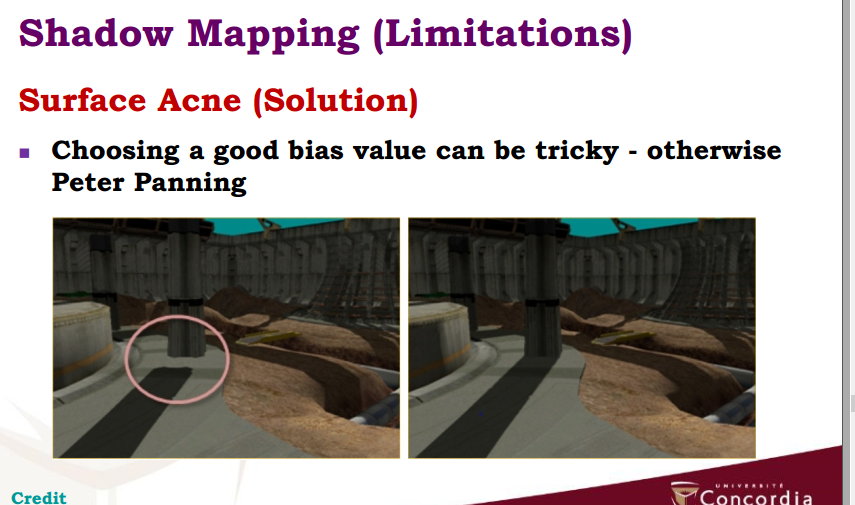 Shadow Mapping (Limitations)
Surface Acne (Solution)
Choosing a good bias value can be tricky - otherwise
Peter Panning
Credit
UNIVERSITÉ
Concordia